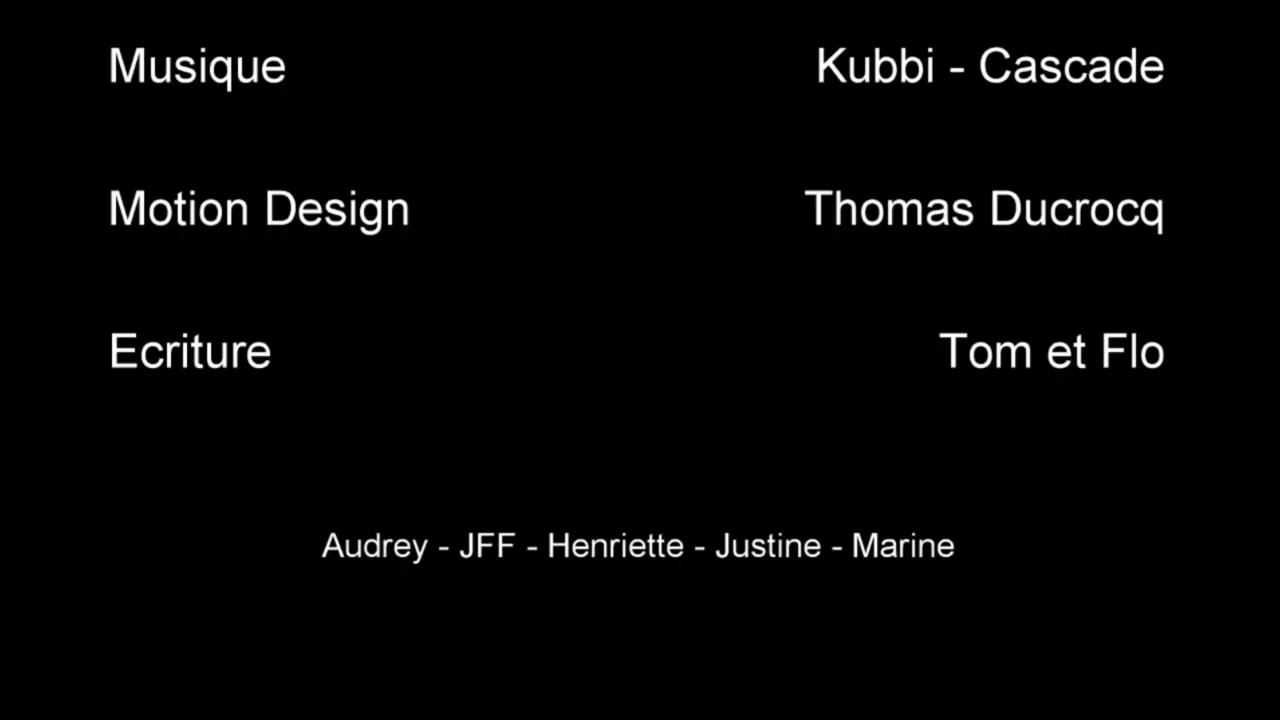 Musique Kubbi - Cascade
Motion Design Thomas Ducrocq
Ecriture Tom et Flo
Audrey - JFF - Henriette - Justine - Marine